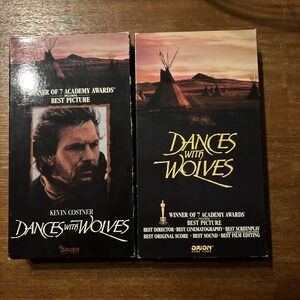 WINNER OF 7 ACADEMY AWARDS
BEST PICTURE
KEVIN COSTNER
DANCES WITH WOLVES
ORION
DANCES
WITH
WOLVES
WINNER OF 7 ACADEMY AWARDS
BEST PICTURE
BEST DIRECTOR · BEST CINEMATOGRAPHY · BEST SCREENPLAY
BEST ORIGINAL SCORE · BEST SOUND · BEST FILM EDITING
ORION